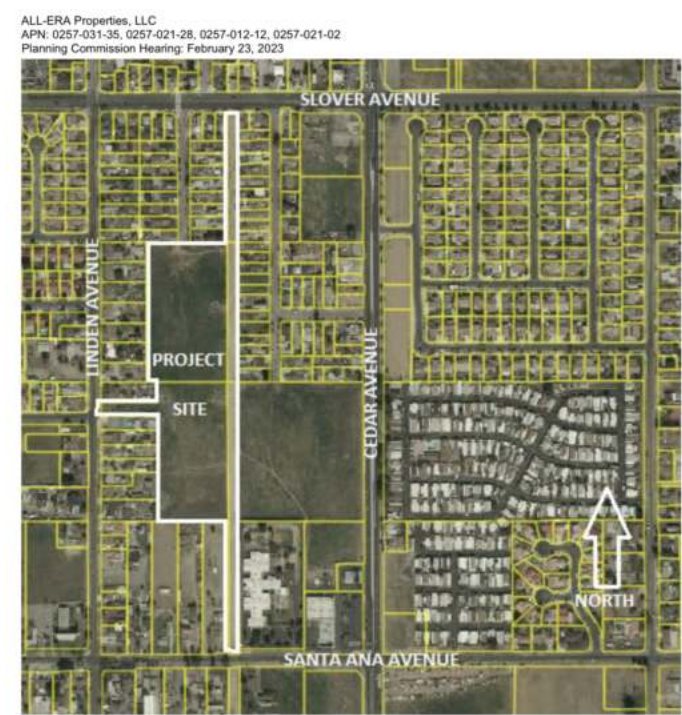 ALL-ERA Properties, LLC
APN: 0257-031-35, 0257-021-28, 0257-012-12, 0257-021-02
Planning Commission Hearing: February 23, 2023
SLOVER AVENUE
LINDEN AVENUE
PROJECT
SITE
CEDAR AVENUE
NORTH
SANTA ANA AVENUE